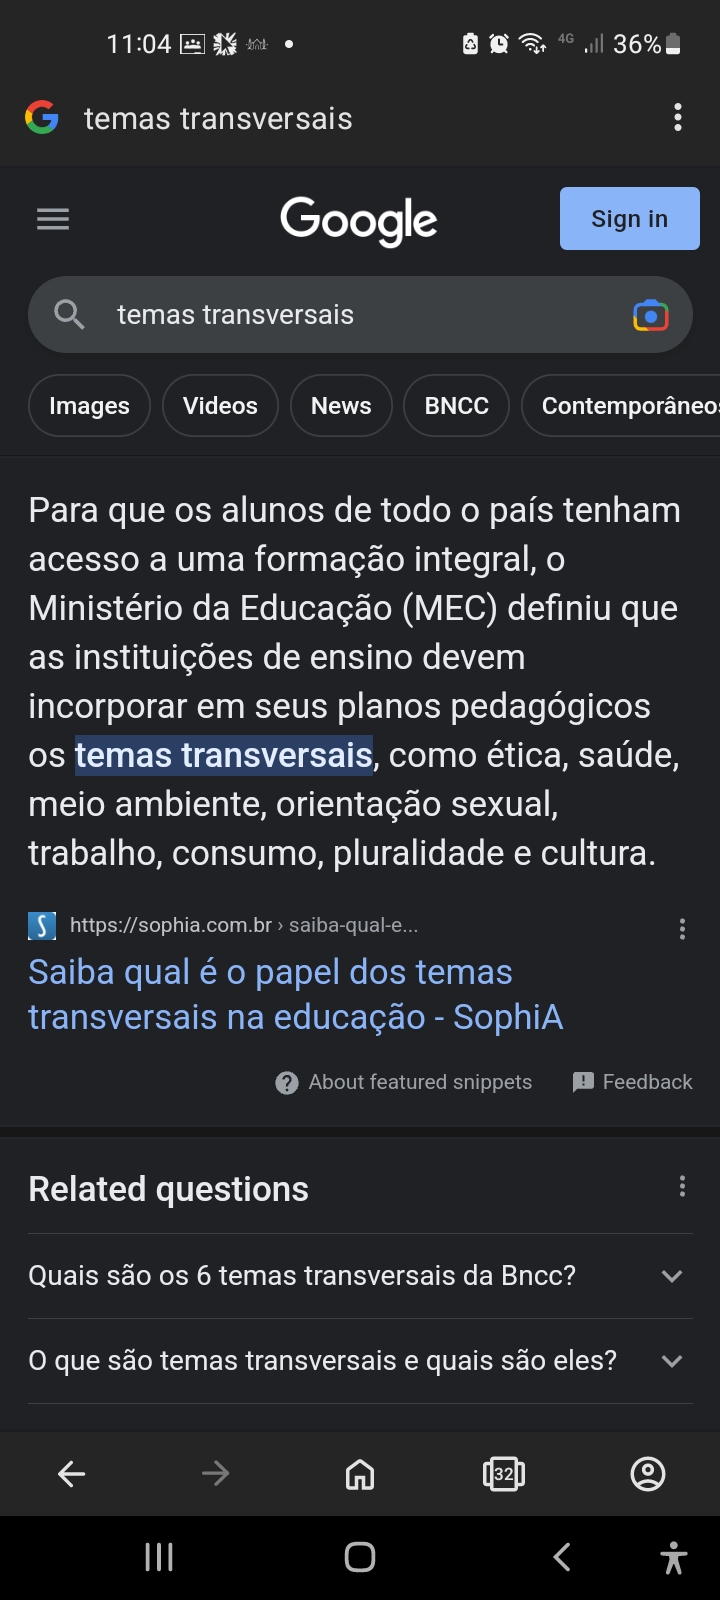 11:04
4G 36%
temas transversais
Google
Sign in
temas transversais
Images Videos News BNCC Contemporâneos
Para que os alunos de todo o país tenham
acesso a uma formação integral, o
Ministério da Educação (MEC) definiu que
as instituições de ensino devem
incorporar em seus planos pedagógicos
os temas transversais, como ética, saúde,
meio ambiente, orientação sexual,
trabalho, consumo, pluralidade e cultura.
https://sophia.com.br › saiba-qual-e...
Saiba qual é o papel dos temas
transversais na educação - SophiA
About featured snippets Feedback
Related questions
Quais são os 6 temas transversais da Bncc?
O que são temas transversais e quais são eles?
32